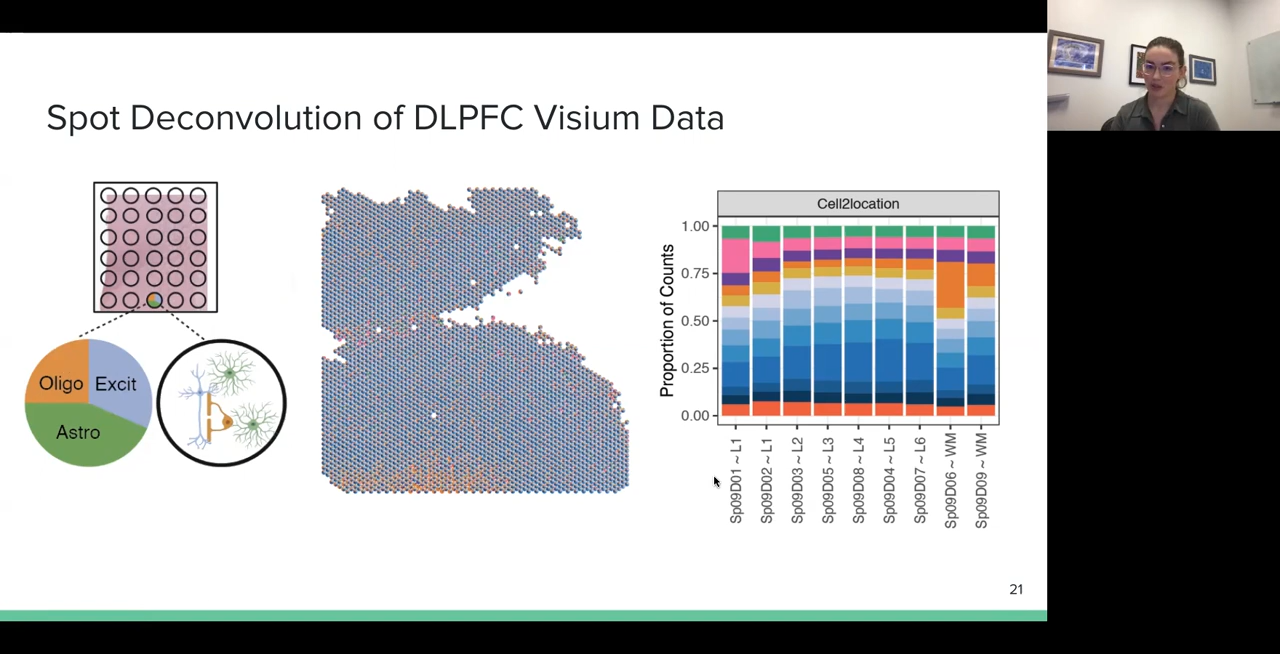 Spot Deconvolution of DLPFC Visium Data
Oligo
Excit
Astro
Cell2location
Proportion of Counts
1.00
0.75
0.50
0.25
0.00
Sp09D01 ~ L1
Sp09D02 ~ L1
Sp09D03 ~ L2
Sp09D05 ~ L3
Sp09D08 ~ L4
Sp09D04 ~ L5
Sp09D07 ~ L6
Sp09D06 ~ WM
Sp09D09 ~ WM
21